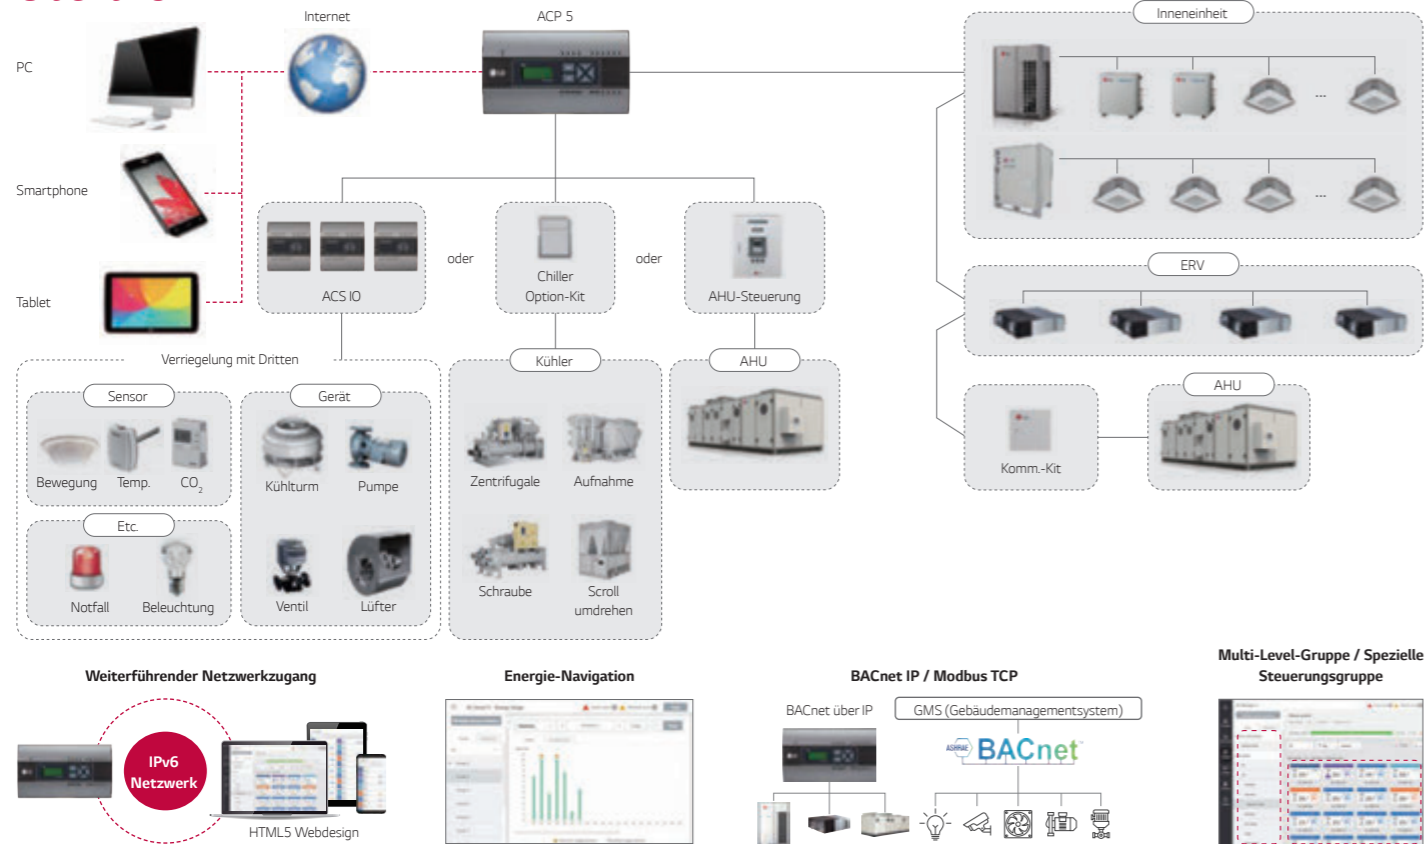 Internet
ACP 5
Inneneinheit
PC
Smartphone
Tablet
ACS IO
oder
Chiller
Option-Kit
oder
AHU-Steuerung
ERV
Verriegelung mit Dritten
Sensor
Bewegung
Temp.
CO2
Etc.
Notfall
Beleuchtung
Gerät
Kühlturm
Pumpe
Ventil
Lüfter
Kühler
Zentrifugale
Aufnahme
Schraube
Scroll
umdrehen
AHU
Komm.-Kit
AHU
Weiterführender Netzwerkzugang
IPv6
Netzwerk
HTML5 Webdesign
Energie-Navigation
BACnet IP / Modbus TCP
BACnet über IP
GMS (Gebäudemanagementsystem)
ASHRAE BACnet
Multi-Level-Gruppe / Spezielle
Steuerungsgruppe